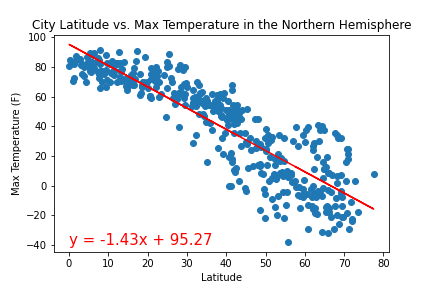 City Latitude vs. Max Temperature in the Northern Hemisphere
100
80
60
40
20
0
−20
−40
Max Temperature (F)
y = -1.43x + 95.27
0 10 20 30 40 50 60 70 80
Latitude